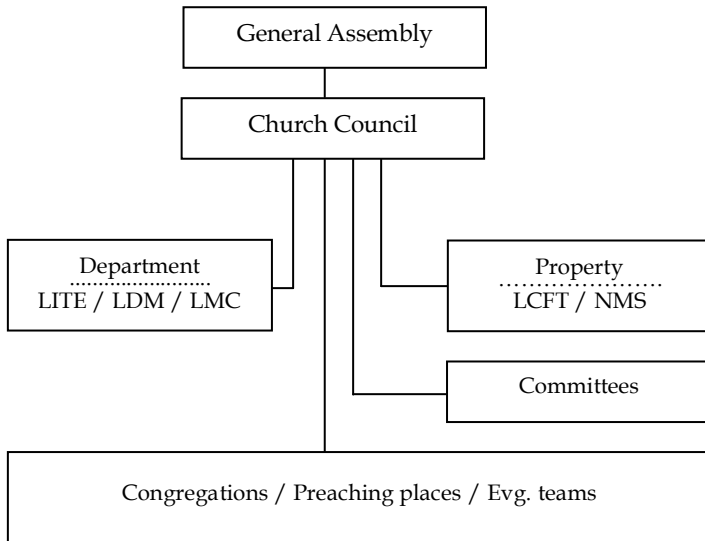 General Assembly
Church Council
Department
LITE / LDM / LMC
Property
LCFT / NMS
Committees
Congregations / Preaching places / Evg. teams